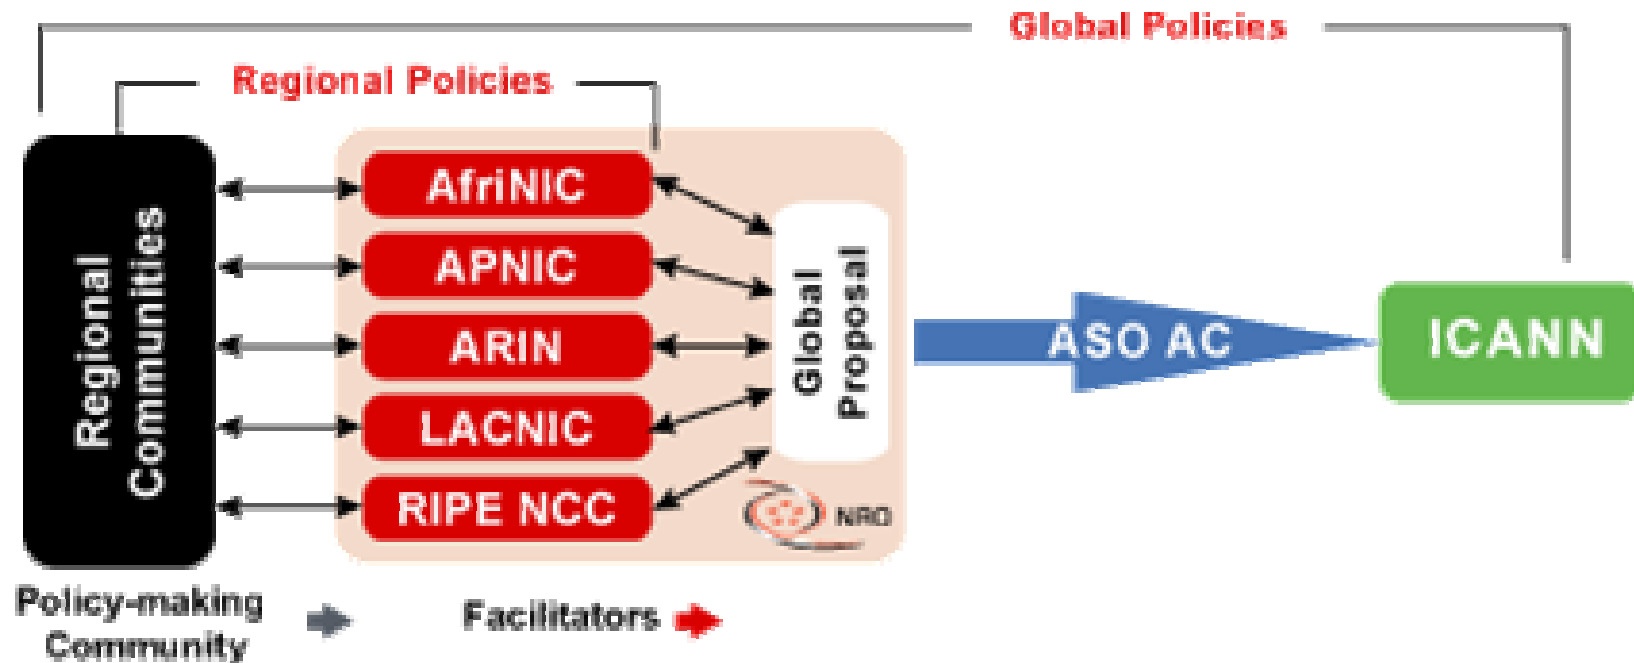 Global Policies
Regional Policies
Regional
Communities
AfriNIC
APNIC
ARIN
LACNIC
RIPE NCC
Global
Proposal
NRO
ASO AC
ICANN
Policy-making
Community
Facilitators